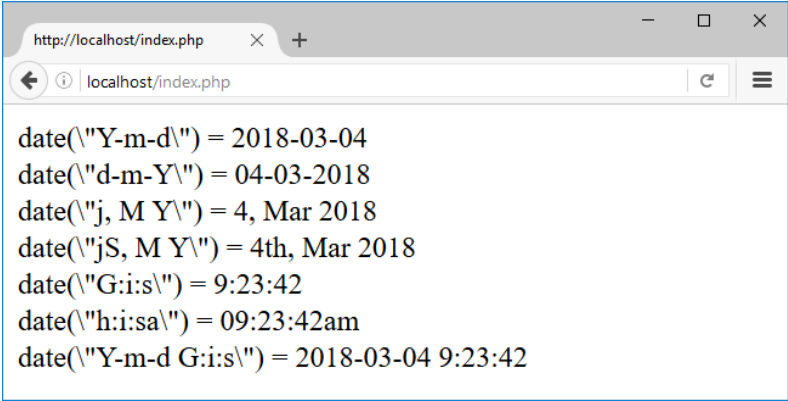 http://localhost/index.php
localhost/index.php
date(\"Y-m-d\") = 2018-03-04
date(\"d-m-Y\") = 04-03-2018
date(\"j, M Y\") = 4, Mar 2018
date(\"jS, M Y\") = 4th, Mar 2018
date(\"G:i:s\") = 9:23:42
date(\"h:i:sa\") = 09:23:42am
date(\"Y-m-d G:i:s\") = 2018-03-04 9:23:42